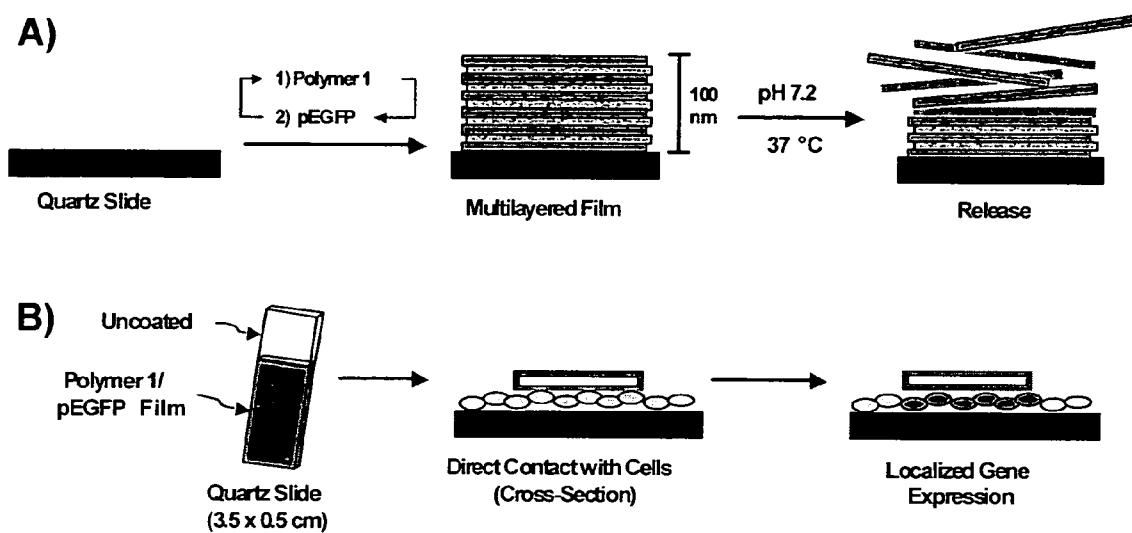 A)
1) Polymer 1
2) pEGFP
Quartz Slide
Multilayered Film
100
nm
pH 7.2
37 °C
Release
B)
Uncoated
Polymer 1/
pEGFP Film
Quartz Slide
(3.5 x 0.5 cm)
Direct Contact with Cells
(Cross-Section)
Localized Gene
Expression